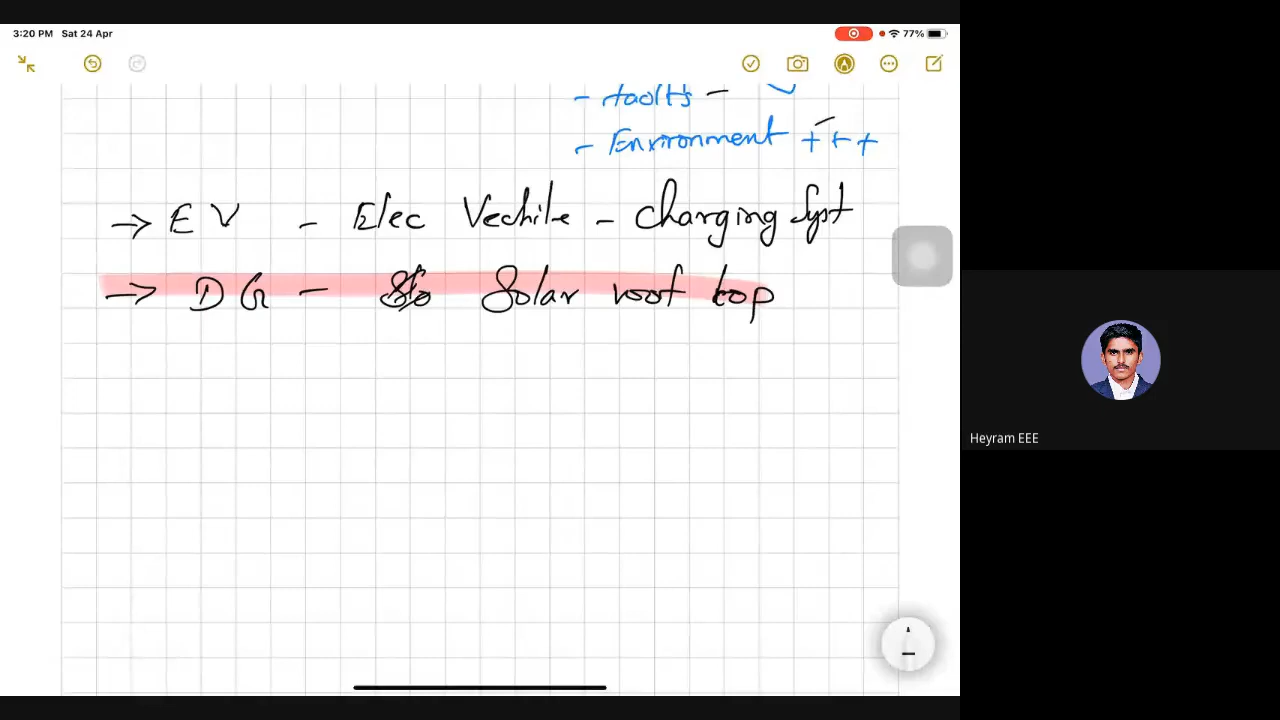 3:20 PM Sat 24 Apr 77%
- faolts -
- Environment + + +
→ EV - Elec Vechile - Charging Syst
→ DG - Solar roof top
Heyram EEE